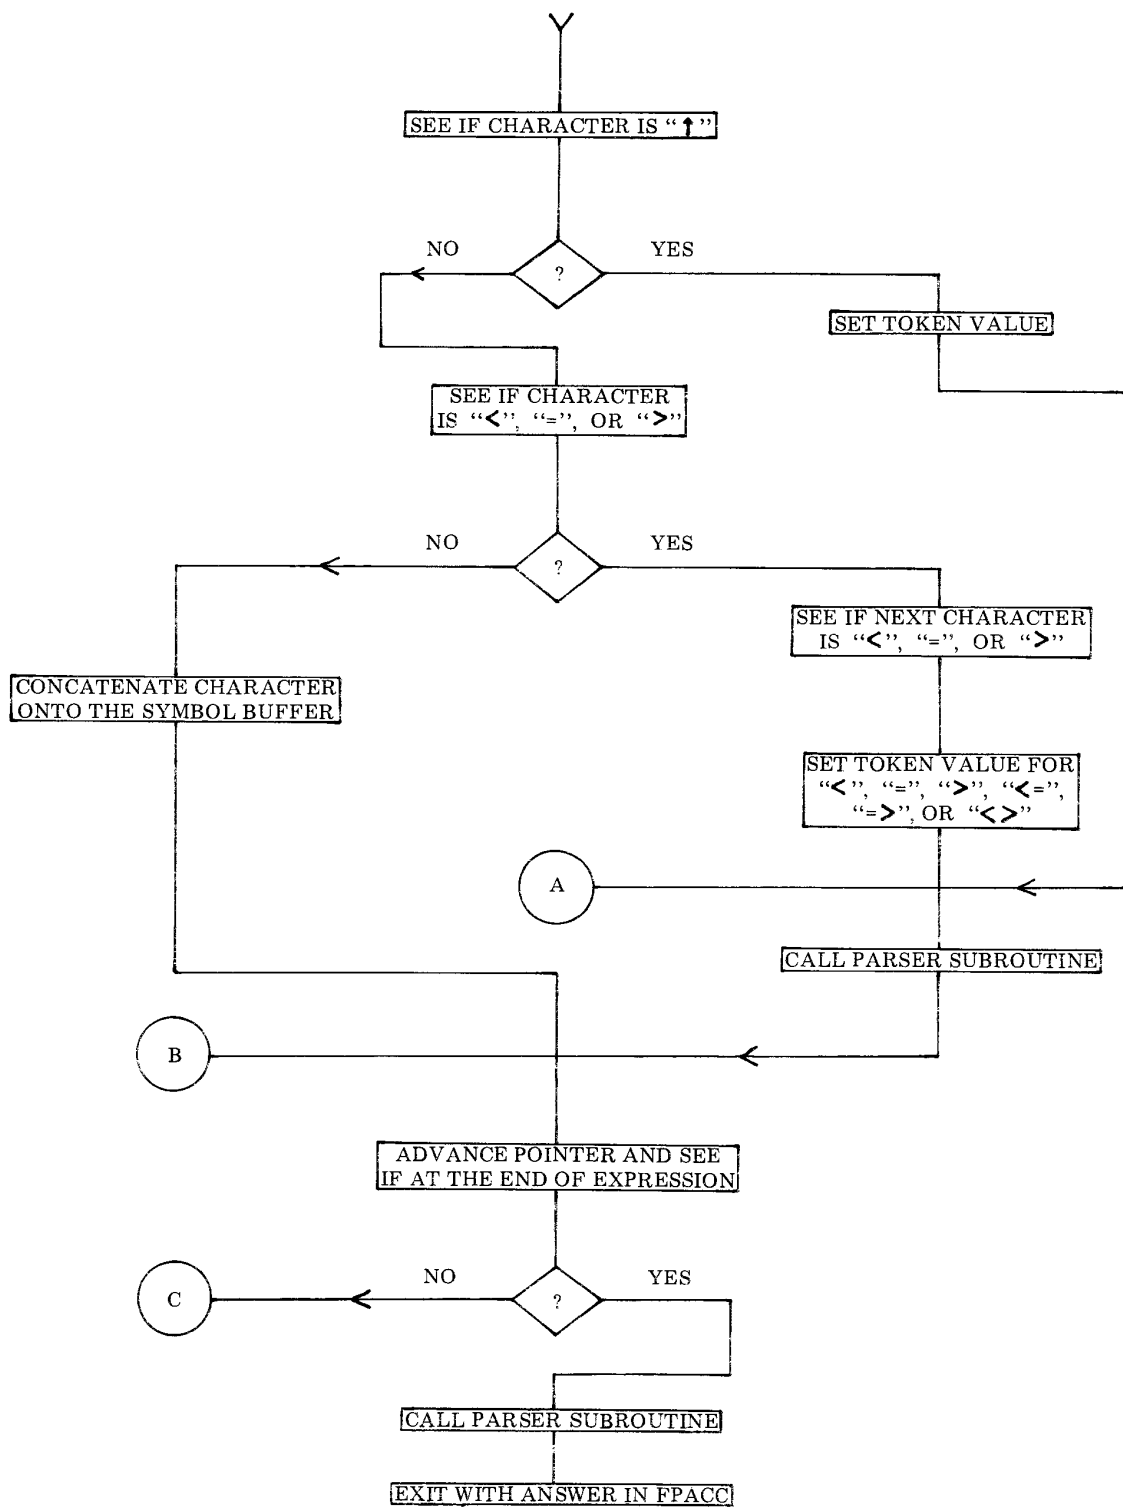 SEE IF CHARACTER IS “↑”
NO
YES
?
SET TOKEN VALUE
SEE IF CHARACTER
IS “<”, “=”, OR “>”
NO
YES
?
SEE IF NEXT CHARACTER
IS “<”, “=”, OR “>”
CONCATENATE CHARACTER
ONTO THE SYMBOL BUFFER
SET TOKEN VALUE FOR
“<”, “=”, “>”, “<=”,
“=>”, OR “<>”
A
CALL PARSER SUBROUTINE
B
ADVANCE POINTER AND SEE
IF AT THE END OF EXPRESSION
NO
YES
C
?
CALL PARSER SUBROUTINE
EXIT WITH ANSWER IN FPACC